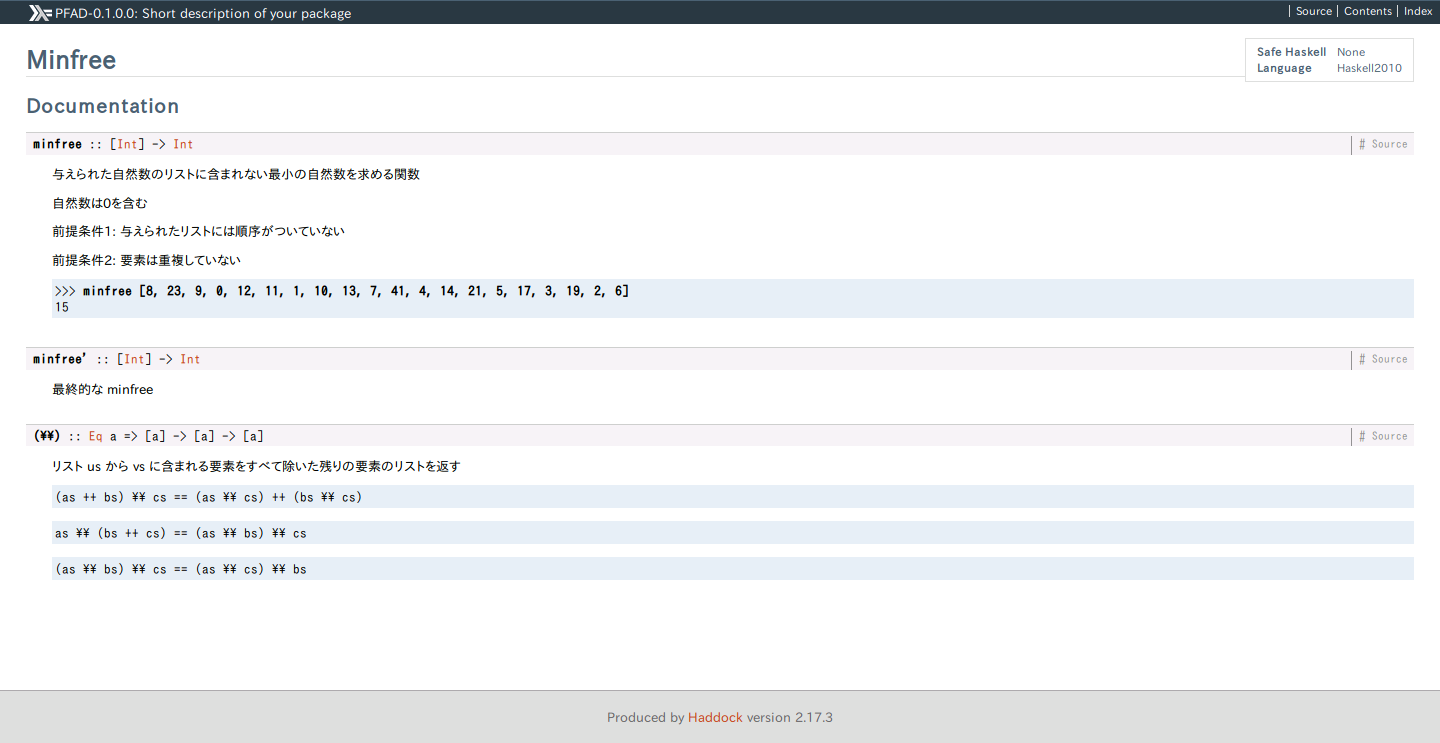 PFAD-0.1.0.0: Short description of your package
Source
Contents
Index
Minfree
Safe Haskell None
Language Haskell2010
Documentation
minfree :: [Int] -> Int
# Source
与えられた自然数のリストに含まれない最小の自然数を求める関数
自然数は0を含む
前提条件1: 与えられたリストには順序がついていない
前提条件2: 要素は重複していない
>>> minfree [8, 23, 9, 0, 12, 11, 1, 10, 13, 7, 41, 4, 14, 21, 5, 17, 3, 19, 2, 6]
15
minfree' :: [Int] -> Int
# Source
最終的な minfree
(¥¥) :: Eq a => [a] -> [a] -> [a]
# Source
リスト us から vs に含まれる要素をすべて除いた残りの要素のリストを返す
(as ++ bs) ¥¥ cs == (as ¥¥ cs) ++ (bs ¥¥ cs)
as ¥¥ (bs ++ cs) == (as ¥¥ bs) ¥¥ cs
(as ¥¥ bs) ¥¥ cs == (as ¥¥ cs) ¥¥ bs
Produced by Haddock version 2.17.3